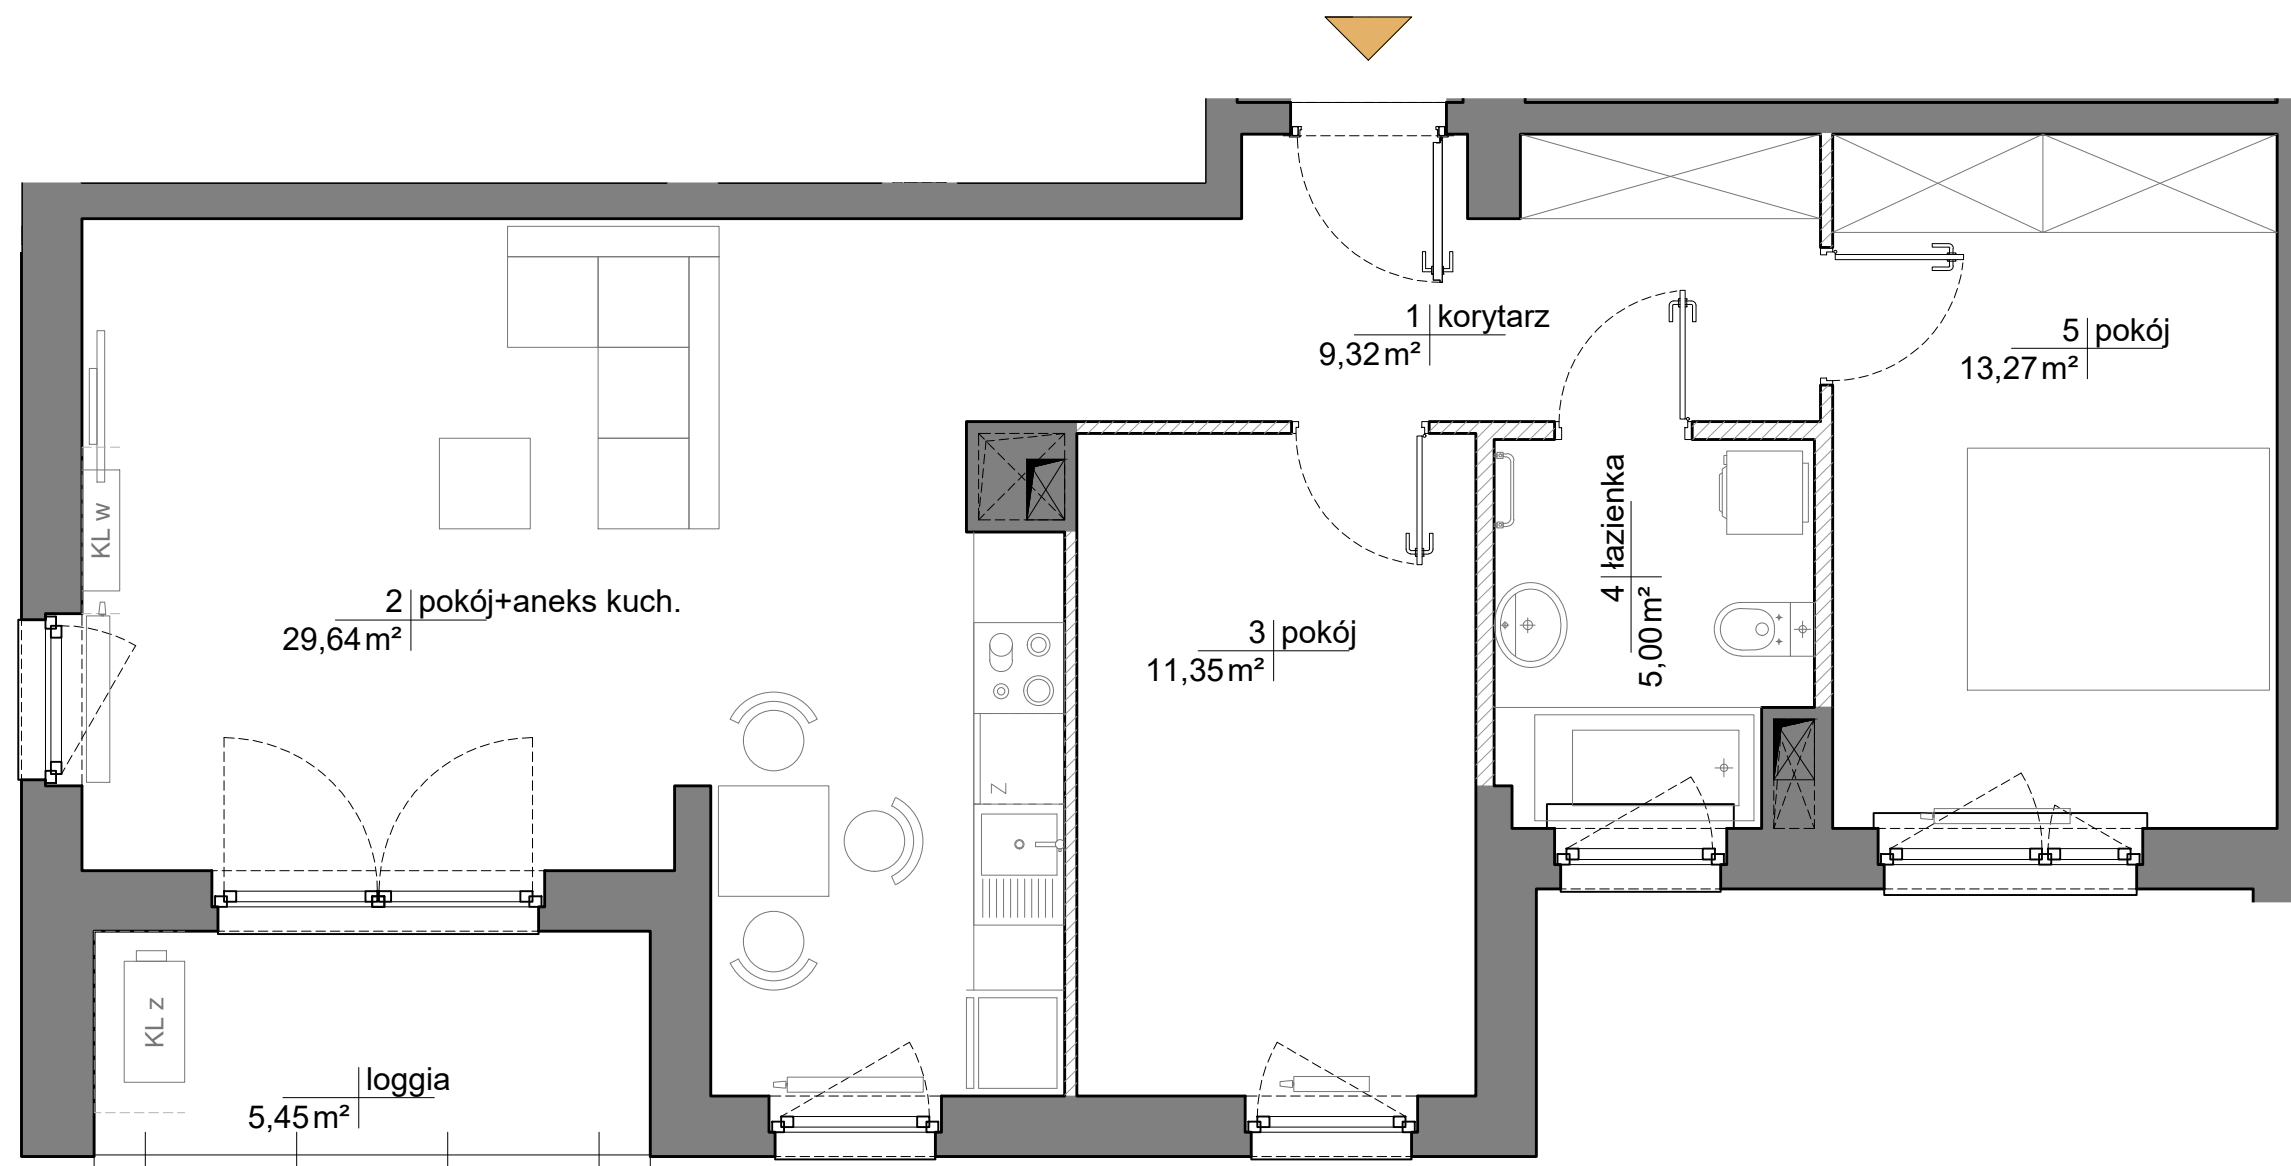 1 korytarz
9,32 m²
5 pokój
13,27 m²
KL w
2 pokój+aneks kuch.
29,64 m²
3 pokój
11,35 m²
4 łazienka
5,00 m²
Z
KL z
loggia
5,45 m²